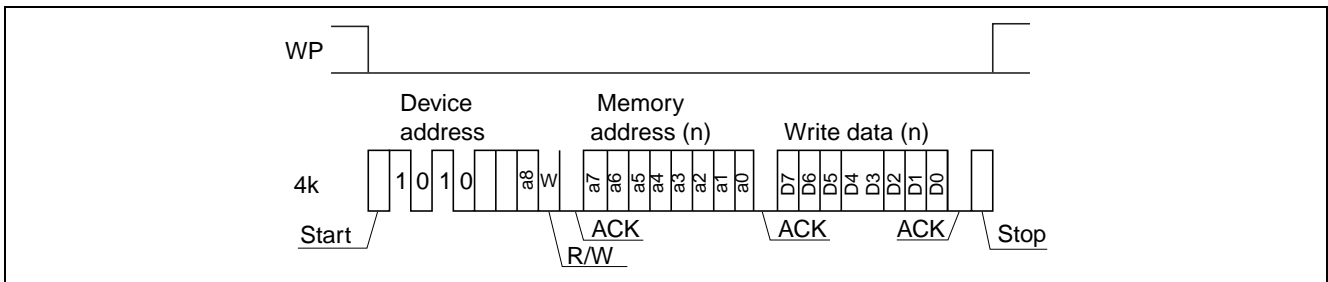 WP
Device
address
Memory
address (n)
Write data (n)
4k
1 0 1 0 a8 W a7 a6 a5 a4 a3 a2 a1 a0 D7 D6 D5 D4 D3 D2 D1 D0
Start ACK ACK ACK Stop
R/W